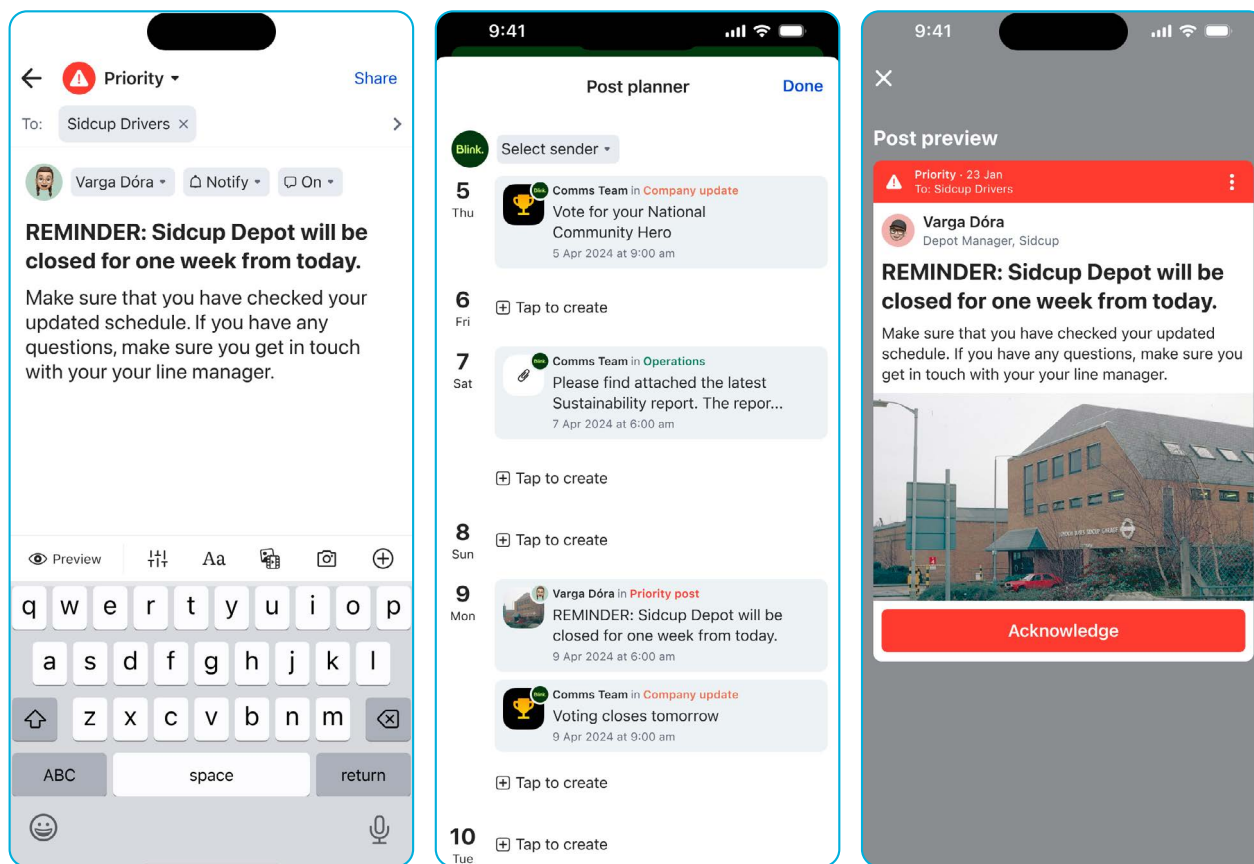 Priority
Share
To:
Sidcup Drivers ×
Varga Dóra
Notify
On
REMINDER: Sidcup Depot will be
closed for one week from today.
Make sure that you have checked your
updated schedule. If you have any
questions, make sure you get in touch
with your your line manager.
Preview
Aa
q w e r t y u i o p
a s d f g h j k l
z x c v b n m
ABC
space
return
9:41
Post planner
Done
Blink.
Select sender
5
Thu
Blink.
Comms Team in Company update
Vote for your National
Community Hero
5 Apr 2024 at 9:00 am
6
Fri
Tap to create
7
Sat
Blink.
Comms Team in Operations
Please find attached the latest
Sustainability report. The repor...
7 Apr 2024 at 6:00 am
Tap to create
8
Sun
Tap to create
9
Mon
Varga Dóra in Priority post
REMINDER: Sidcup Depot will be
closed for one week from today.
9 Apr 2024 at 6:00 am
Blink.
Comms Team in Company update
Voting closes tomorrow
9 Apr 2024 at 9:00 am
Tap to create
10
Tue
Tap to create
9:41
Post preview
Priority · 23 Jan
To: Sidcup Drivers
Varga Dóra
Depot Manager, Sidcup
REMINDER: Sidcup Depot will be
closed for one week from today.
Make sure that you have checked your updated
schedule. If you have any questions, make sure you
get in touch with your your line manager.
Acknowledge